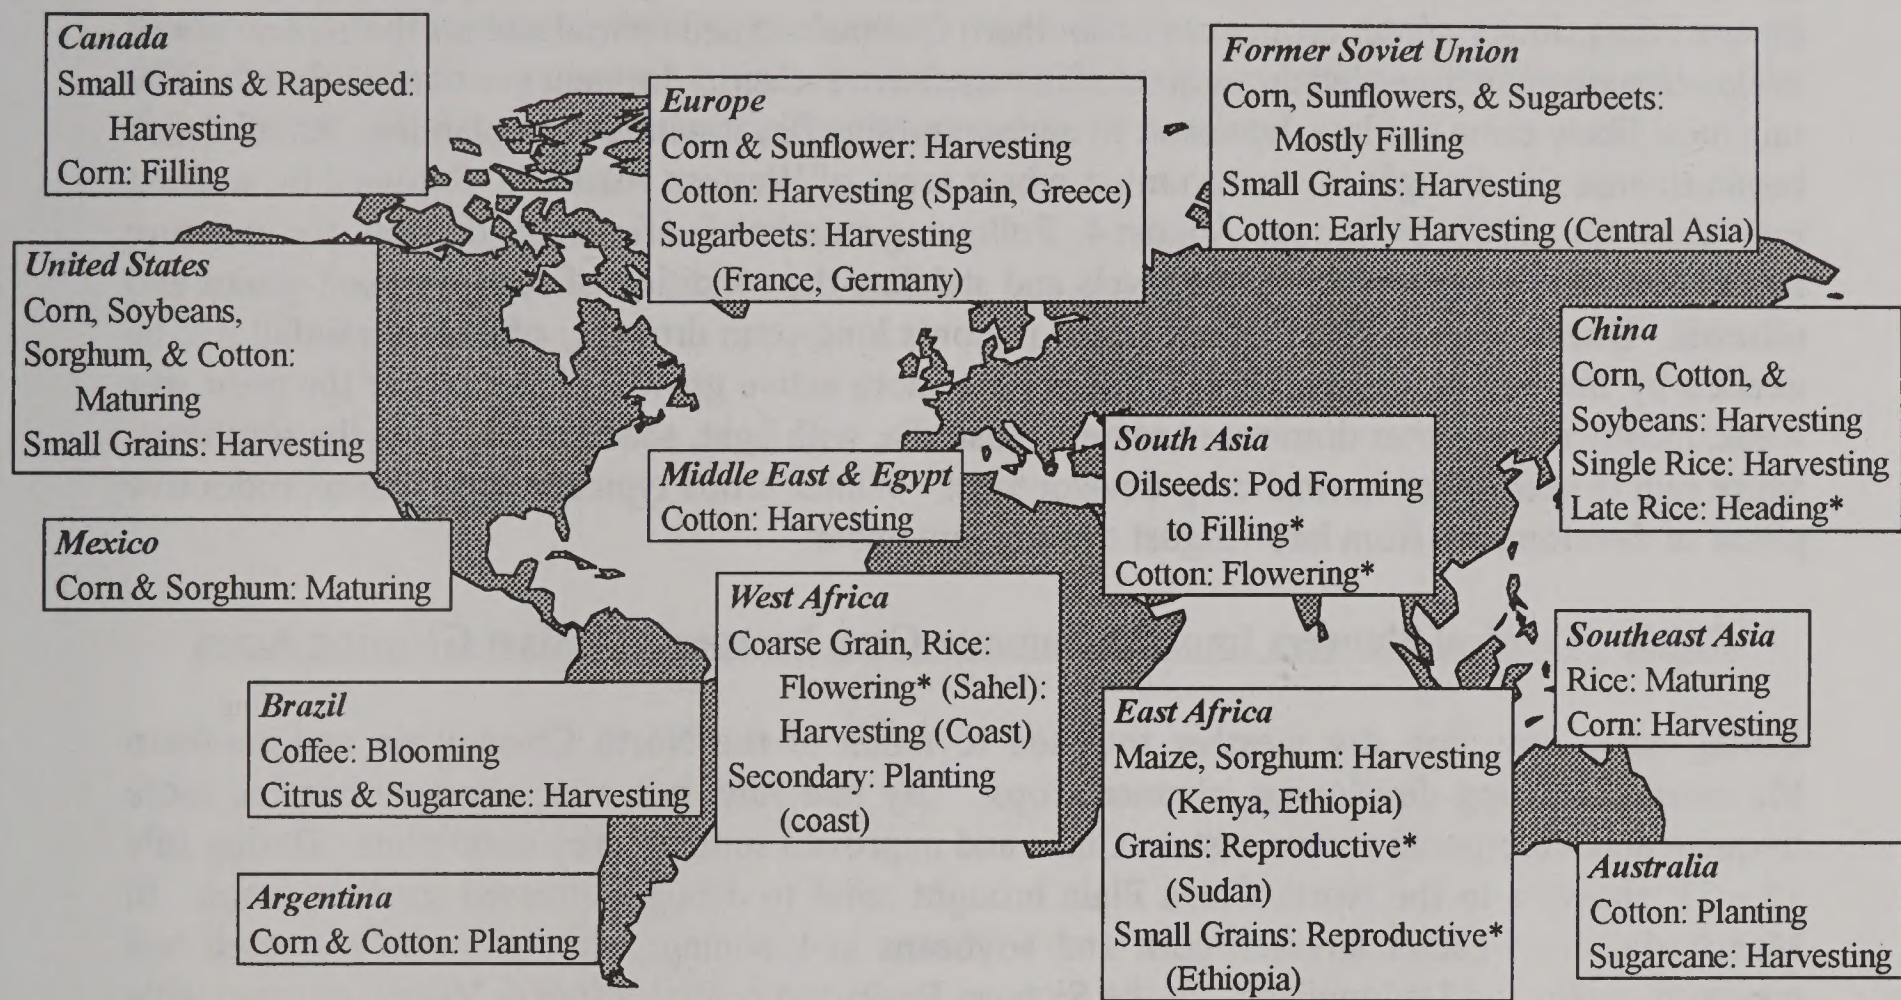 Canada
Small Grains & Rapeseed:
Harvesting
Corn: Filling
Europe
Corn & Sunflower: Harvesting
Cotton: Harvesting (Spain, Greece)
Sugarbeets: Harvesting
(France, Germany)
Former Soviet Union
Corn, Sunflowers, & Sugarbeets:
Mostly Filling
Small Grains: Harvesting
Cotton: Early Harvesting (Central Asia)
United States
Corn, Soybeans,
Sorghum, & Cotton:
Maturing
Small Grains: Harvesting
China
Corn, Cotton, &
Soybeans: Harvesting
Single Rice: Harvesting
Late Rice: Heading*
South Asia
Oilseeds: Pod Forming
to Filling*
Cotton: Flowering*
Middle East & Egypt
Cotton: Harvesting
Mexico
Corn & Sorghum: Maturing
West Africa
Coarse Grain, Rice:
Flowering* (Sahel):
Harvesting (Coast)
Secondary: Planting
(coast)
Southeast Asia
Rice: Maturing
Corn: Harvesting
Brazil
Coffee: Blooming
Citrus & Sugarcane: Harvesting
East Africa
Maize, Sorghum: Harvesting
(Kenya, Ethiopia)
Grains: Reproductive*
(Sudan)
Small Grains: Reproductive*
(Ethiopia)
Argentina
Corn & Cotton: Planting
Australia
Cotton: Planting
Sugarcane: Harvesting